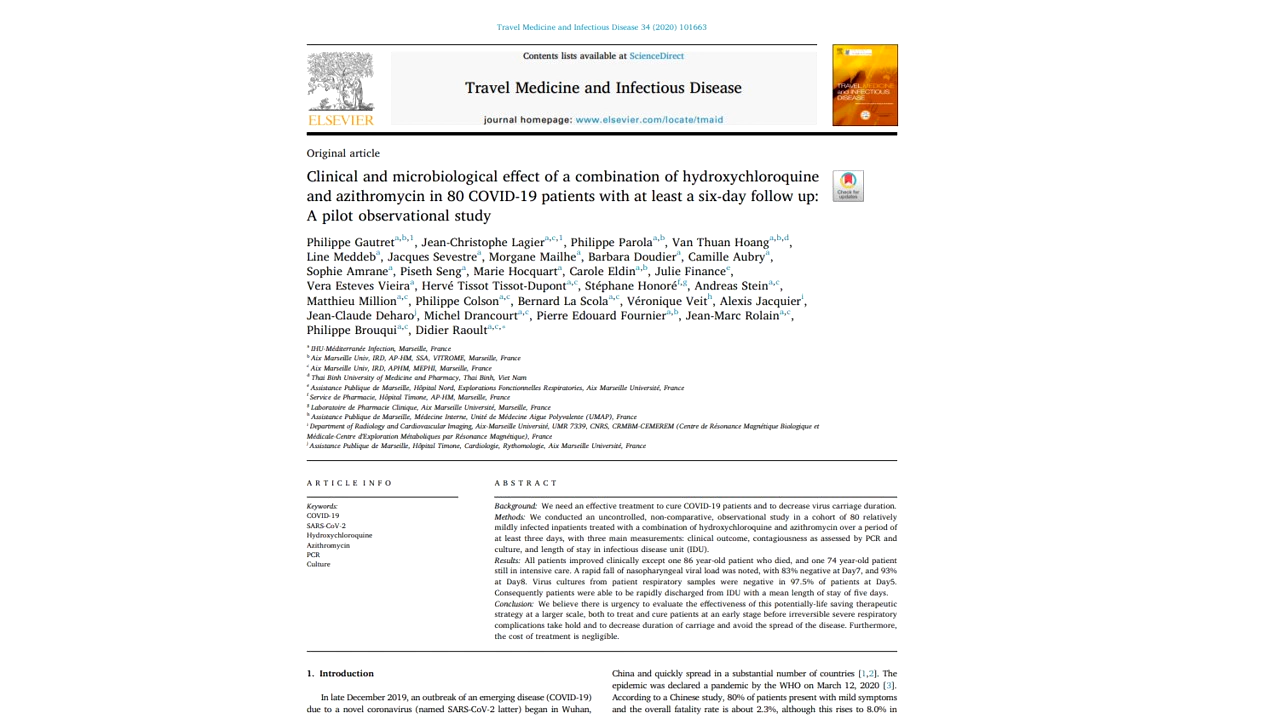 Travel Medicine and Infectious Disease 34 (2020) 101663
Contents lists available at ScienceDirect
Travel Medicine and Infectious Disease
journal homepage: www.elsevier.com/locate/tmaid
ELSEVIER
TRAVEL MEDICINE
and INFECTIOUS
DISEASE
Original article
Clinical and microbiological effect of a combination of hydroxychloroquine
and azithromycin in 80 COVID-19 patients with at least a six-day follow up:
A pilot observational study
Check for
updates
Philippe Gautret a,b,1, Jean-Christophe Lagier a,c,1, Philippe Parola a,b, Van Thuan Hoang a,b,d,
Line Meddeb a, Jacques Sevestre a, Morgane Mailhe a, Barbara Doudier a, Camille Aubry a,
Sophie Amrane a, Piseth Seng a, Marie Hocquart a, Carole Eldin a,b, Julie Finance e,
Vera Esteves Vieira a, Hervé Tissot Tissot-Dupont a,c, Stéphane Honoré f,g, Andreas Stein a,c,
Matthieu Million a,c, Philippe Colson a,c, Bernard La Scola a,c, Véronique Veit h, Alexis Jacquier i,
Jean-Claude Deharo j, Michel Drancourt a,c, Pierre Edouard Fournier a,b, Jean-Marc Rolain a,c,
Philippe Brouqui a,c, Didier Raoult a,c,*
a IHU-Méditerranée Infection, Marseille, France
b Aix Marseille Univ, IRD, AP-HM, SSA, VITROME, Marseille, France
c Aix Marseille Univ, IRD, APHM, MEPHI, Marseille, France
d Thai Binh University of Medicine and Pharmacy, Thai Binh, Viet Nam
e Assistance Publique de Marseille, Hôpital Nord, Explorations Fonctionnelles Respiratoires, Aix Marseille Université, France
f Service de Pharmacie, Hôpital Timone, AP-HM, Marseille, France
g Laboratoire de Pharmacie Clinique, Aix Marseille Université, Marseille, France
h Assistance Publique de Marseille, Médecine Interne, Unité de Médecine Aigue Polyvalente (UMAP), France
i Department of Radiology and Cardiovascular Imaging, Aix-Marseille Université, UMR 7339, CNRS, CRMBM-CEMEREM (Centre de Résonance Magnétique Biologique et
Médicale-Centre d'Exploration Métaboliques par Résonance Magnétique), France
j Assistance Publique de Marseille, Hôpital Timone, Cardiologie, Rythmologie, Aix Marseille Université, France
ARTICLE INFO
Keywords:
COVID-19
SARS-CoV-2
Hydroxychloroquine
Azithromycin
PCR
Culture
ABSTRACT
Background: We need an effective treatment to cure COVID-19 patients and to decrease virus carriage duration.
Methods: We conducted an uncontrolled, non-comparative, observational study in a cohort of 80 relatively
mildly infected inpatients treated with a combination of hydroxychloroquine and azithromycin over a period of
at least three days, with three main measurements: clinical outcome, contagiousness as assessed by PCR and
culture, and length of stay in infectious disease unit (IDU).
Results: All patients improved clinically except one 86 year-old patient who died, and one 74 year-old patient
still in intensive care. A rapid fall of nasopharyngeal viral load was noted, with 83% negative at Day7, and 93%
at Day8. Virus cultures from patient respiratory samples were negative in 97.5% of patients at Day5.
Consequently patients were able to be rapidly discharged from IDU with a mean length of stay of five days.
Conclusion: We believe there is urgency to evaluate the effectiveness of this potentially-life saving therapeutic
strategy at a larger scale, both to treat and cure patients at an early stage before irreversible severe respiratory
complications take hold and to decrease duration of carriage and avoid the spread of the disease. Furthermore,
the cost of treatment is negligible.
1. Introduction
In late December 2019, an outbreak of an emerging disease (COVID-19)
due to a novel coronavirus (named SARS-CoV-2 latter) began in Wuhan,
China and quickly spread in a substantial number of countries [1,2]. The
epidemic was declared a pandemic by the WHO on March 12, 2020 [3].
According to a Chinese study, 80% of patients present with mild symptoms
and the overall fatality rate is about 2.3%, although this rises to 8.0% in